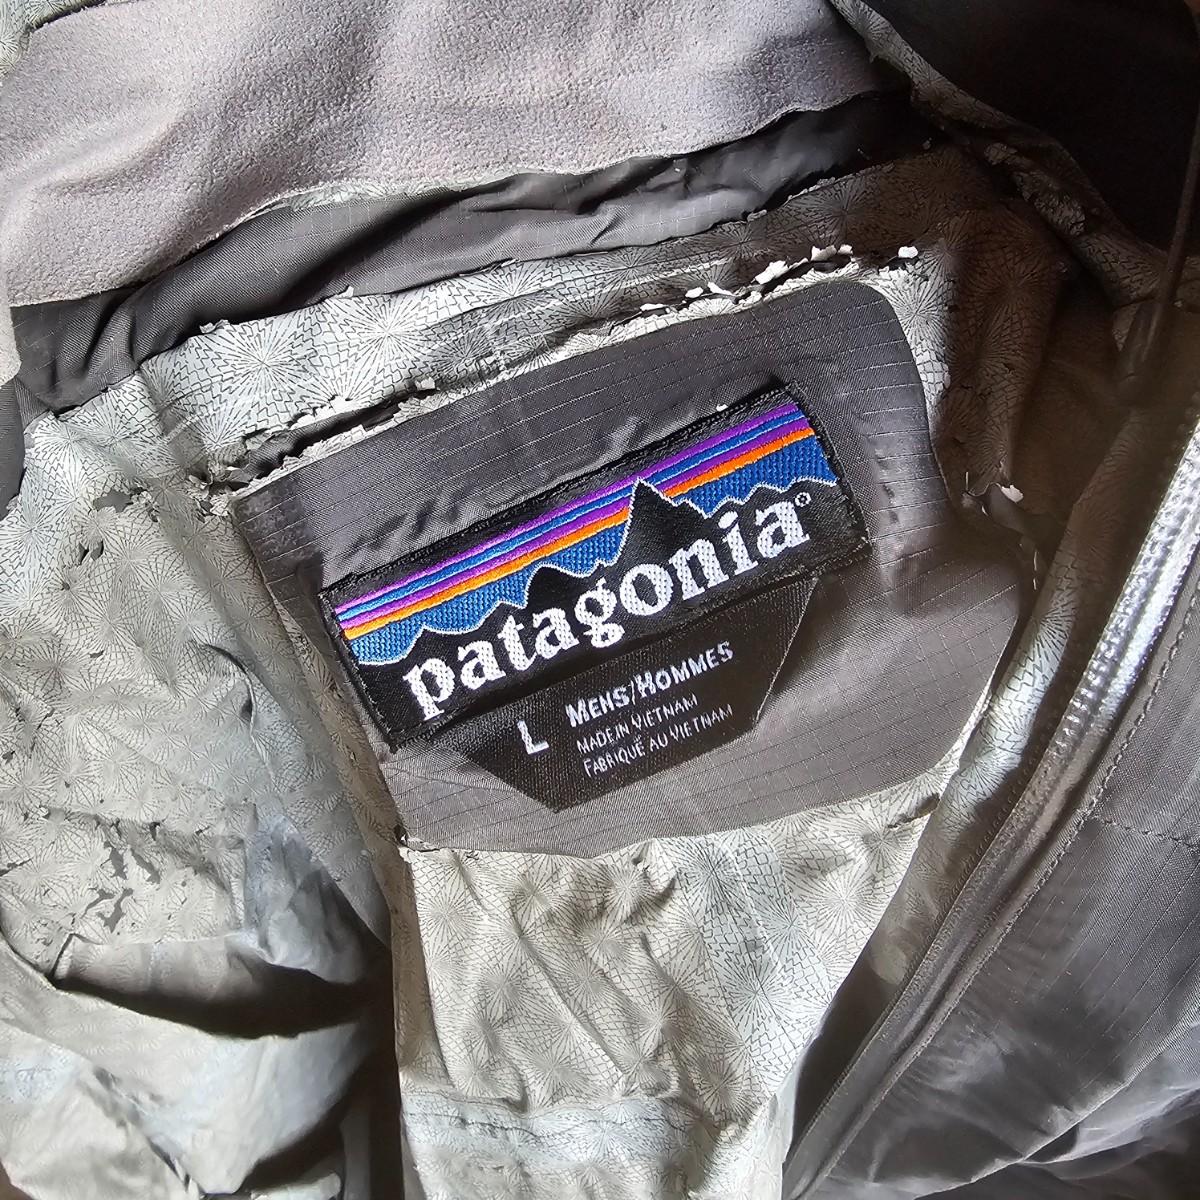 patagonia®
L MENS/HOMMES
MADE IN VIETNAM
FABRIQUÉ AU VIETNAM